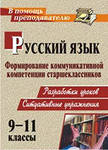 В помощь преподавателю
РУССКИЙ ЯЗЫК
Формирование коммуникативной
компетенции старшеклассников
Разработки уроков
Ситуативные упражнения
9–11
классы